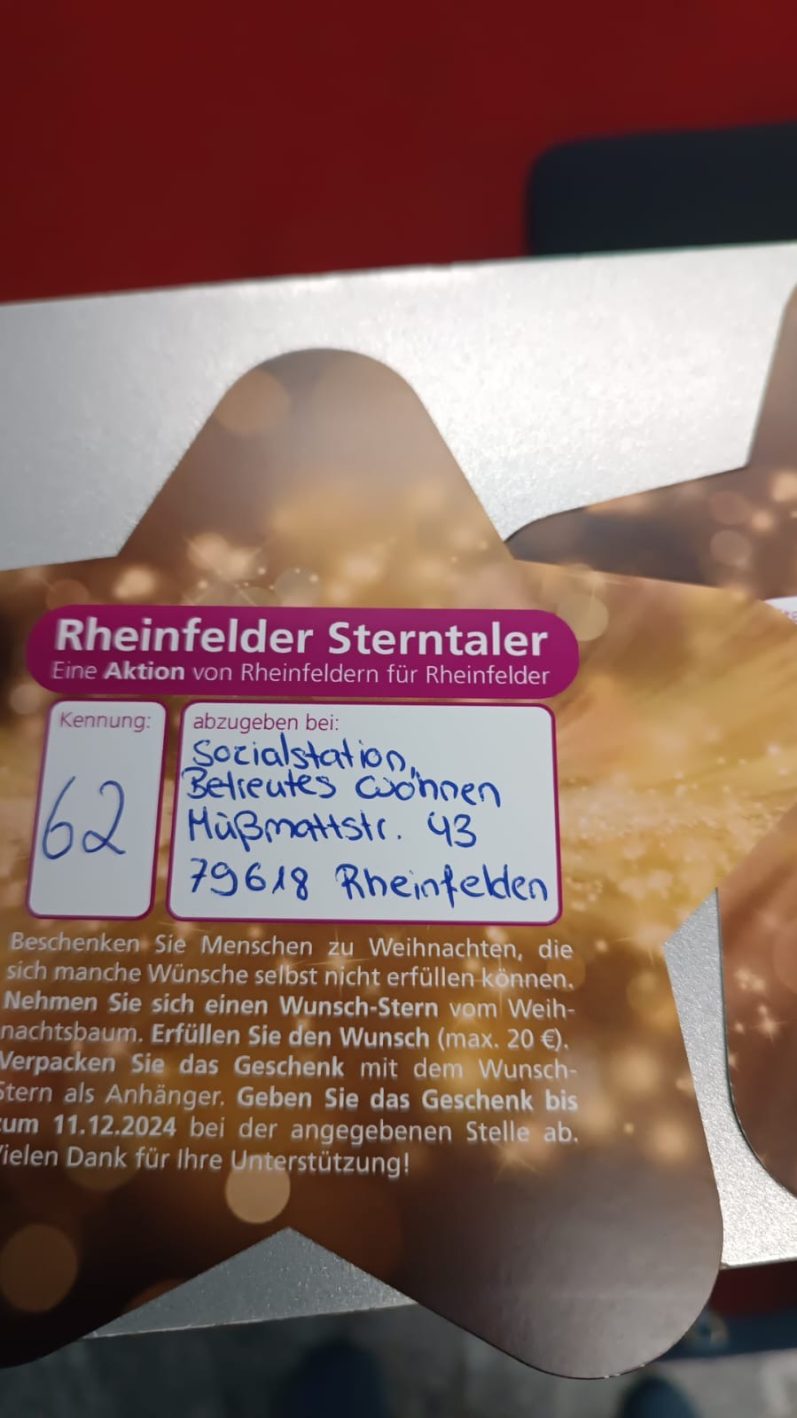 Rheinfelder Sterntaler
Eine Aktion von Rheinfeldern für Rheinfelder
Kennung:
62
abzugeben bei:
Sozialstation,
Betreutes Wohnen
Müßmattstr. 43
79618 Rheinfelden
Beschenken Sie Menschen zu Weihnachten, die
sich manche Wünsche selbst nicht erfüllen können.
Nehmen Sie sich einen Wunsch-Stern vom Weih-
nachtsbaum. Erfüllen Sie den Wunsch (max. 20 €).
Verpacken Sie das Geschenk mit dem Wunsch-
Stern als Anhänger. Geben Sie das Geschenk bis
zum 11.12.2024 bei der angegebenen Stelle ab.
Vielen Dank für Ihre Unterstützung!